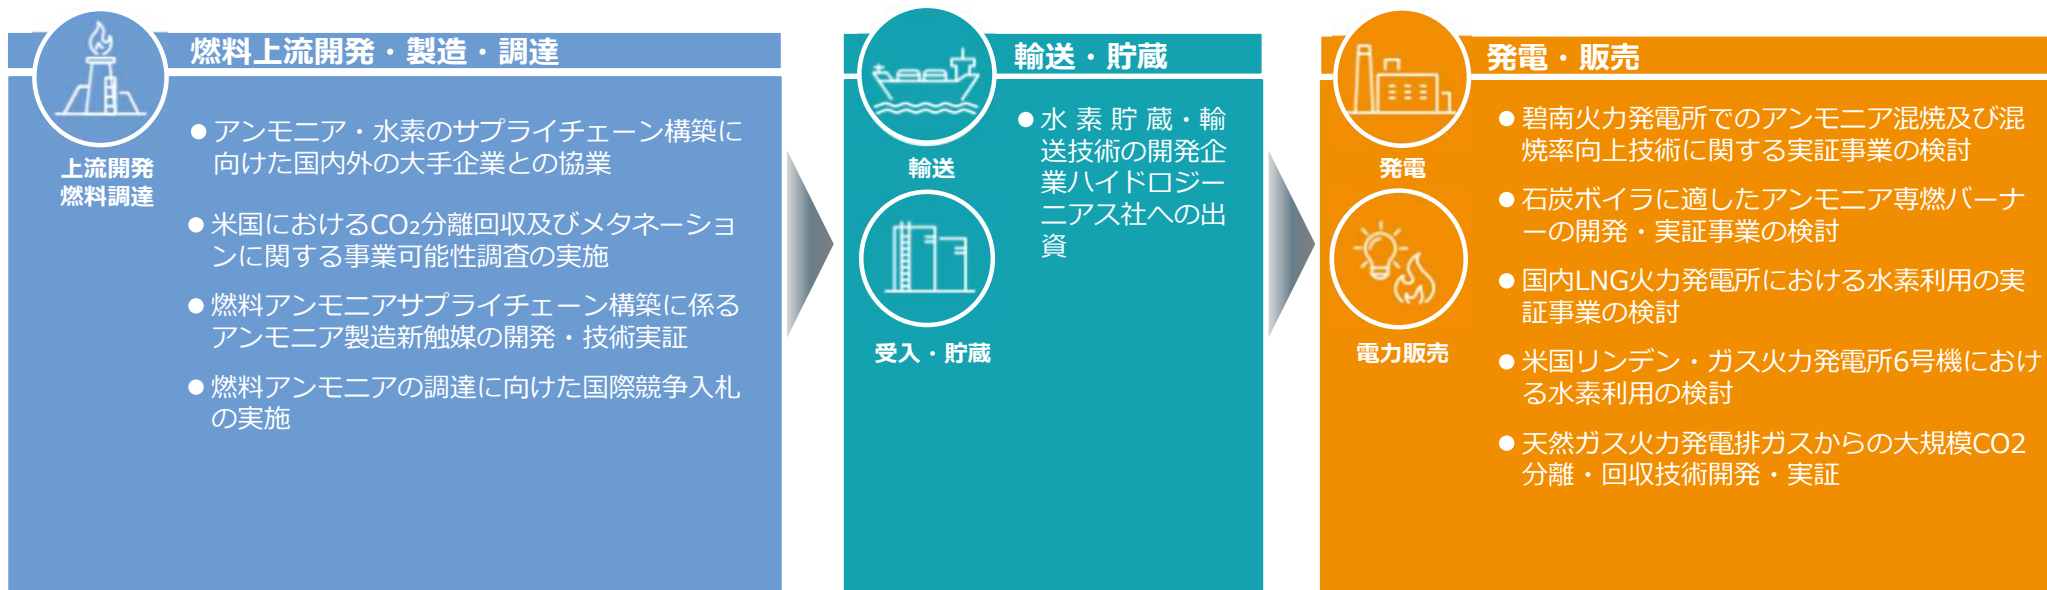 燃料上流開発・製造・調達
上流開発
燃料調達
●アンモニア・水素のサプライチェーン構築に
向けた国内外の大手企業との協業
●米国におけるCO₂分離回収及びメタネーショ
ンに関する事業可能性調査の実施
●燃料アンモニアサプライチェーン構築に係る
アンモニア製造新触媒の開発・技術実証
●燃料アンモニアの調達に向けた国際競争入札
の実施
輸送・貯蔵
輸送
受入・貯蔵
●水素貯蔵・輸
送技術の開発企
業ハイドロジー
ニアス社への出
資
発電・販売
発電
電力販売
●碧南火力発電所でのアンモニア混焼及び混
焼率向上技術に関する実証事業の検討
●石炭ボイラに適したアンモニア専燃バーナ
ーの開発・実証事業の検討
●国内LNG火力発電所における水素利用の実
証事業の検討
●米国リンデン・ガス火力発電所6号機におけ
る水素利用の検討
●天然ガス火力発電排ガスからの大規模CO2
分離・回収技術開発・実証